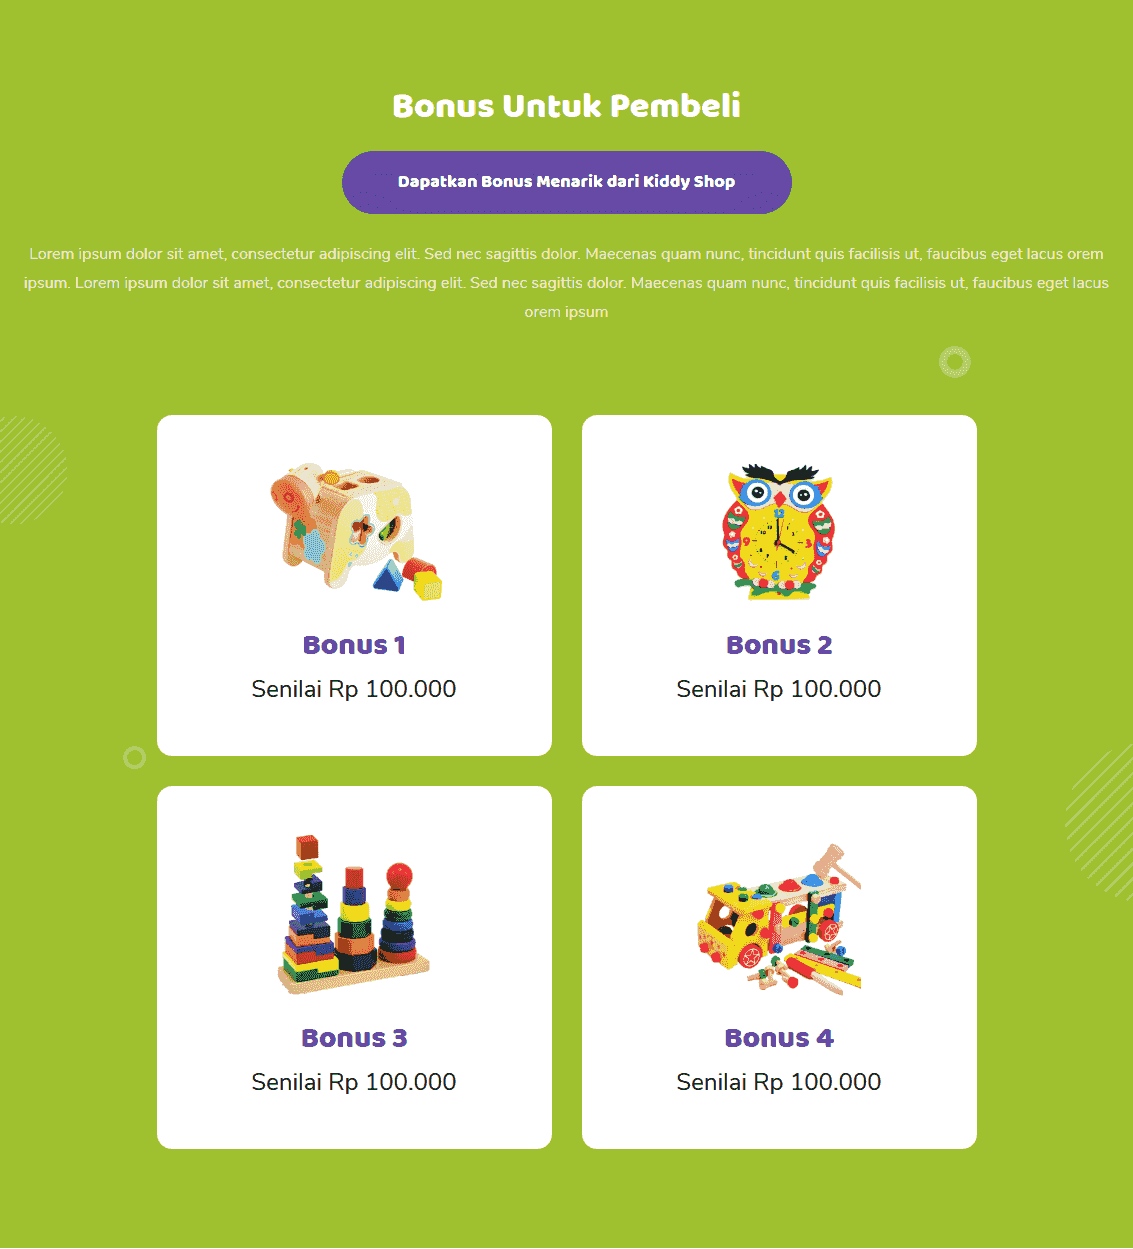 Bonus Untuk Pembeli
Dapatkan Bonus Menarik dari Kiddy Shop
Lorem ipsum dolor sit amet, consectetur adipiscing elit. Sed nec sagittis dolor. Maecenas quam nunc, tincidunt quis facilisis ut, faucibus eget lacus orem
ipsum. Lorem ipsum dolor sit amet, consectetur adipiscing elit. Sed nec sagittis dolor. Maecenas quam nunc, tincidunt quis facilisis ut, faucibus eget lacus
orem ipsum
12
9
3
6
Bonus 1
Senilai Rp 100.000
Bonus 2
Senilai Rp 100.000
Bonus 3
Senilai Rp 100.000
Bonus 4
Senilai Rp 100.000